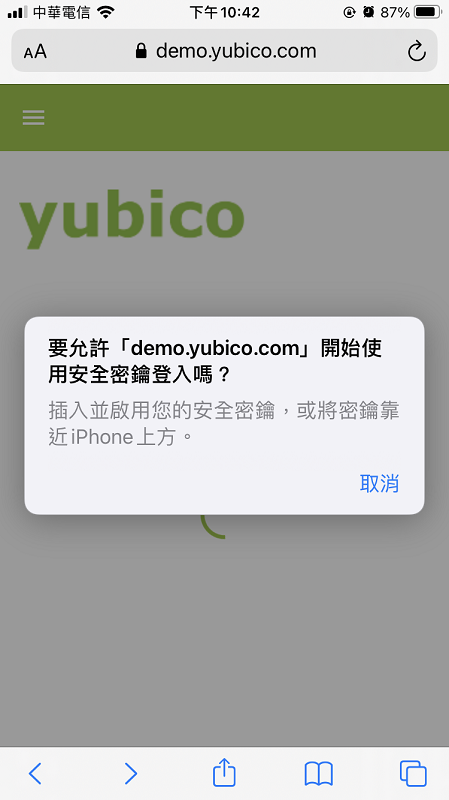 中華電信 下午10:42 87%
AA demo.yubico.com
yubico
要允許「demo.yubico.com」開始使
用安全密鑰登入嗎？
插入並啟用您的安全密鑰，或將密鑰靠
近iPhone上方。
取消